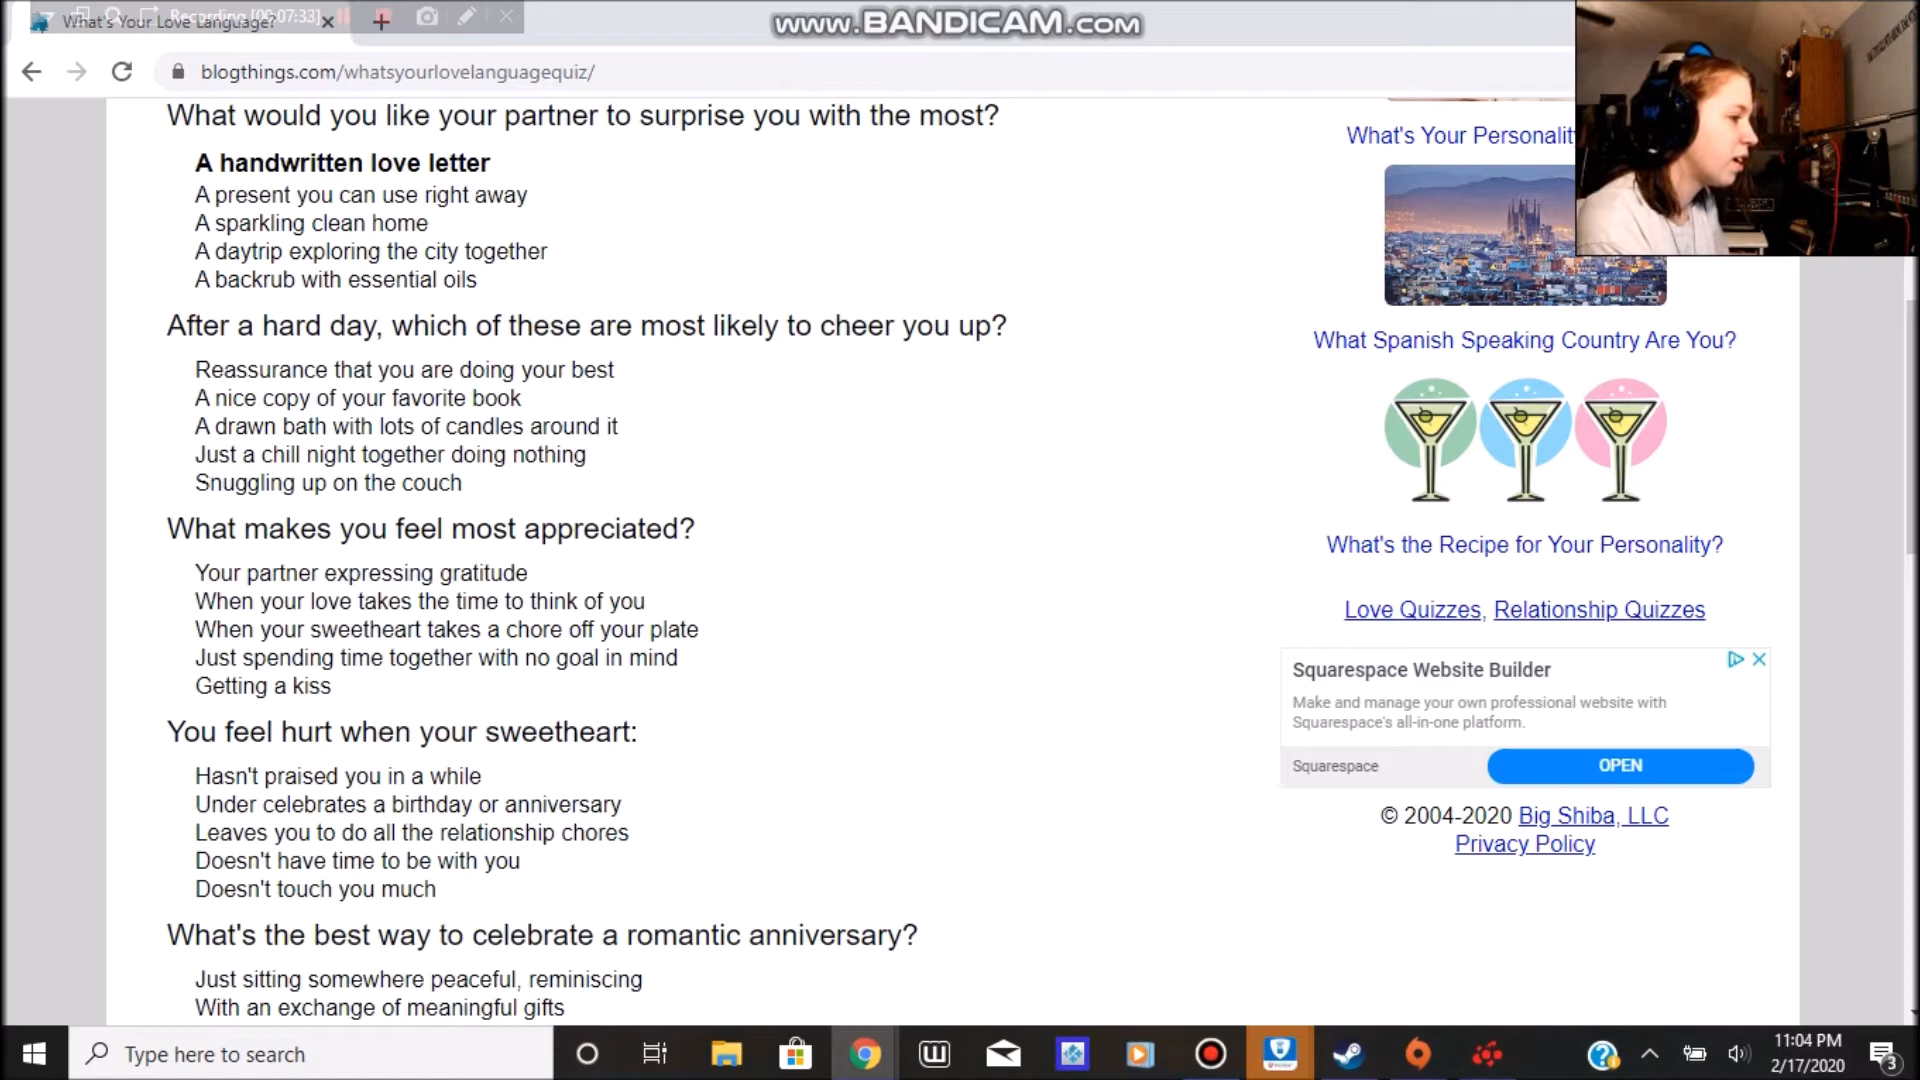 What's Your Love Language?
Recording [00:07:33]
www.BANDICAM.com
blogthings.com/whatsyourlovelanguagequiz/
What would you like your partner to surprise you with the most?
A handwritten love letter
A present you can use right away
A sparkling clean home
A daytrip exploring the city together
A backrub with essential oils
After a hard day, which of these are most likely to cheer you up?
Reassurance that you are doing your best
A nice copy of your favorite book
A drawn bath with lots of candles around it
Just a chill night together doing nothing
Snuggling up on the couch
What makes you feel most appreciated?
Your partner expressing gratitude
When your love takes the time to think of you
When your sweetheart takes a chore off your plate
Just spending time together with no goal in mind
Getting a kiss
You feel hurt when your sweetheart:
Hasn't praised you in a while
Under celebrates a birthday or anniversary
Leaves you to do all the relationship chores
Doesn't have time to be with you
Doesn't touch you much
What's the best way to celebrate a romantic anniversary?
Just sitting somewhere peaceful, reminiscing
With an exchange of meaningful gifts
What's Your Personalit
What Spanish Speaking Country Are You?
What's the Recipe for Your Personality?
Love Quizzes, Relationship Quizzes
Squarespace Website Builder
Make and manage your own professional website with
Squarespace's all-in-one platform.
Squarespace
OPEN
© 2004-2020 Big Shiba, LLC
Privacy Policy
Type here to search
11:04 PM
2/17/2020
3